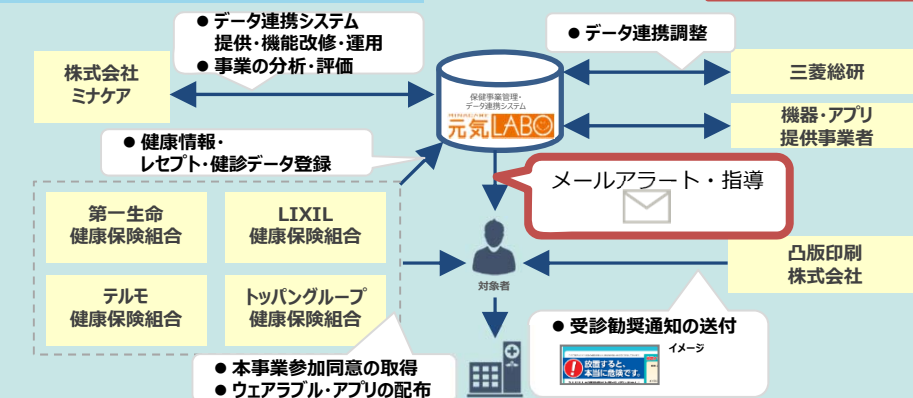 ● データ連携システム
提供・機能改修・運用
● 事業の分析・評価
● データ連携調整
株式会社
ミナケア
保健事業管理・
データ連携システム
MINACARE
元気LABO
三菱総研
機器・アプリ
提供事業者
● 健康情報・
レセプト・健診データ登録
メールアラート・指導
第一生命
健康保険組合
LIXIL
健康保険組合
テルモ
健康保険組合
トッパングループ
健康保険組合
対象者
凸版印刷
株式会社
● 受診勧奨通知の送付
イメージ
放置すると、
本当に危険です。
● 本事業参加同意の取得
● ウェアラブル・アプリの配布